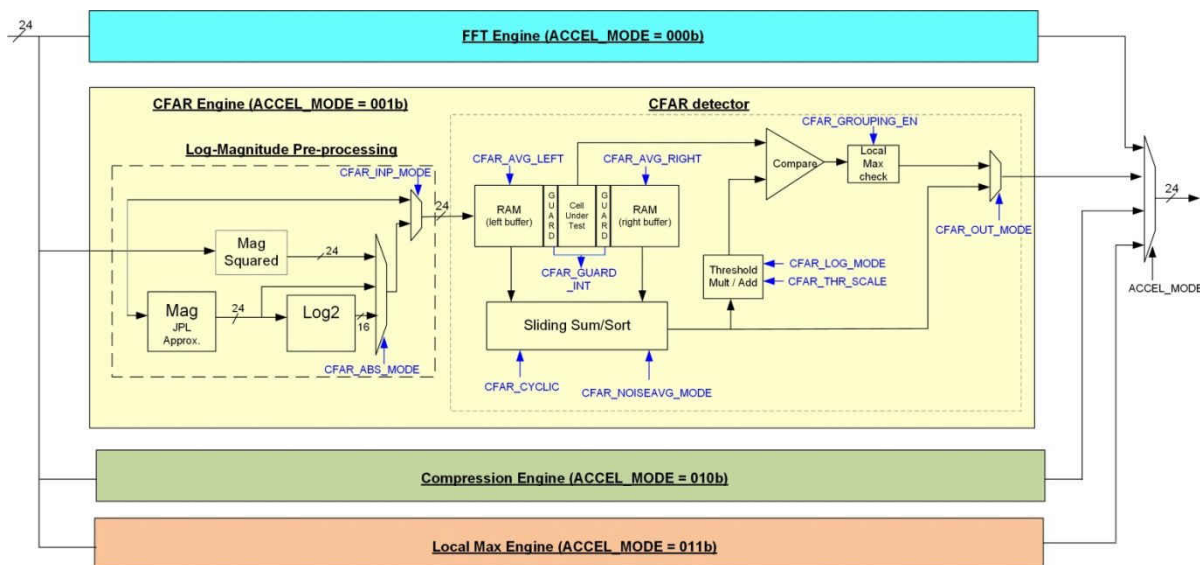 24
FFT Engine (ACCEL_MODE = 000b)
CFAR Engine (ACCEL_MODE = 001b)
CFAR detector
CFAR_GROUPING_EN
Log-Magnitude Pre-processing
CFAR_AVG_LEFT
CFAR_AVG_RIGHT
CFAR_INP_MODE
Compare
Local
Max
check
24
RAM
(left buffer)
GUARD
Cell
Under
Test
GUARD
RAM
(right buffer)
24
24
Mag
Squared
24
CFAR_OUT_MODE
CFAR_GUARD
_INT
Threshold
Mult / Add
CFAR_LOG_MODE
CFAR_THR_SCALE
ACCEL_MODE
Mag
JPL
Approx.
24
Log2
16
Sliding Sum/Sort
CFAR_ABS_MODE
CFAR_CYCLIC
CFAR_NOISEAVG_MODE
Compression Engine (ACCEL_MODE = 010b)
Local Max Engine (ACCEL_MODE = 011b)